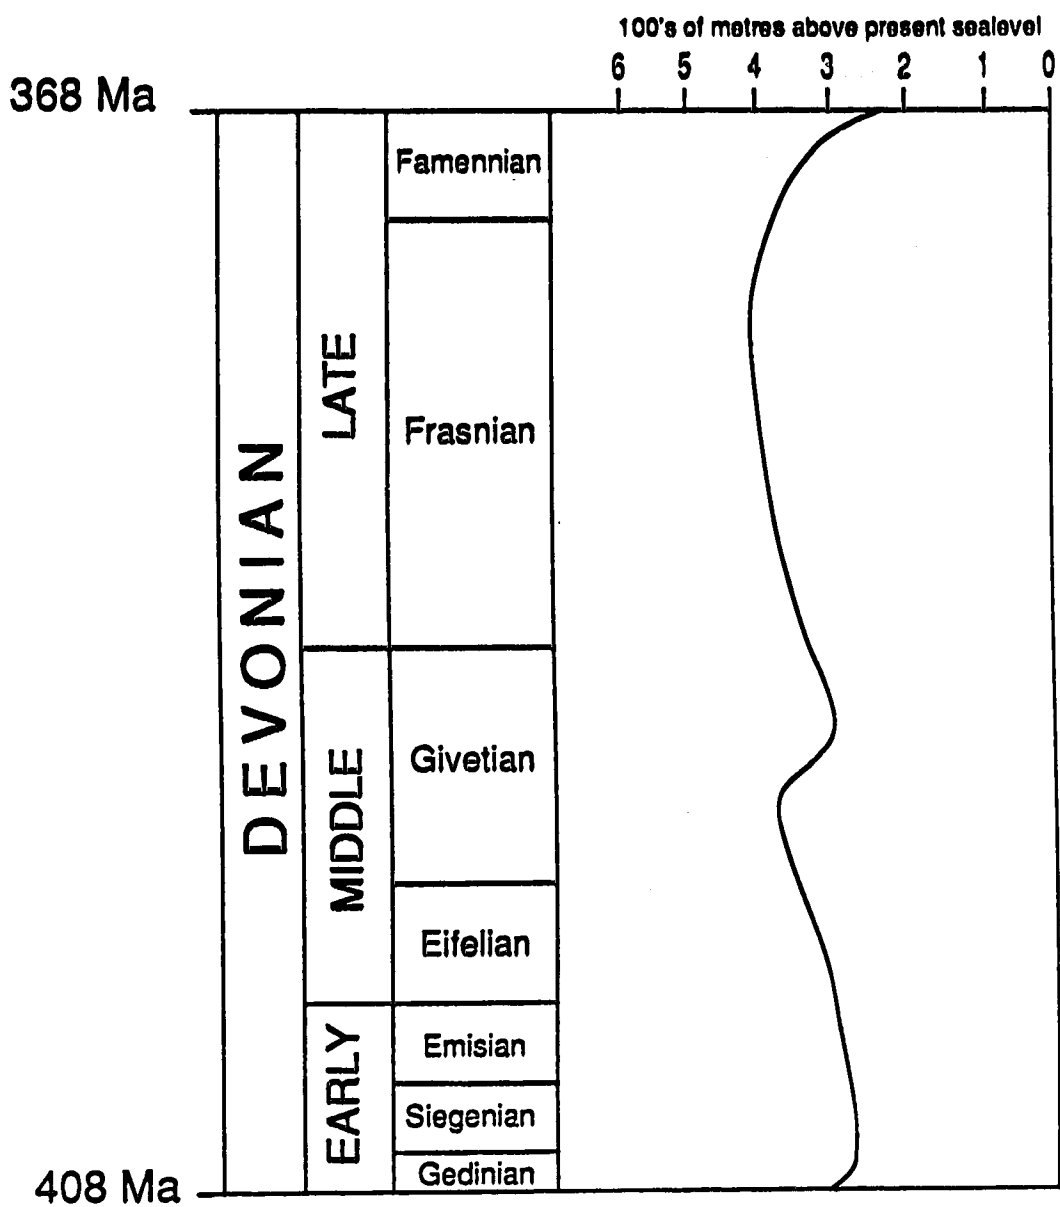 100's of metres above present sealevel
6 5 4 3 2 1 0
368 Ma
DEVONIAN
LATE
Famennian
Frasnian
MIDDLE
Givetian
Eifelian
EARLY
Emisian
Siegenian
Gedinian
408 Ma